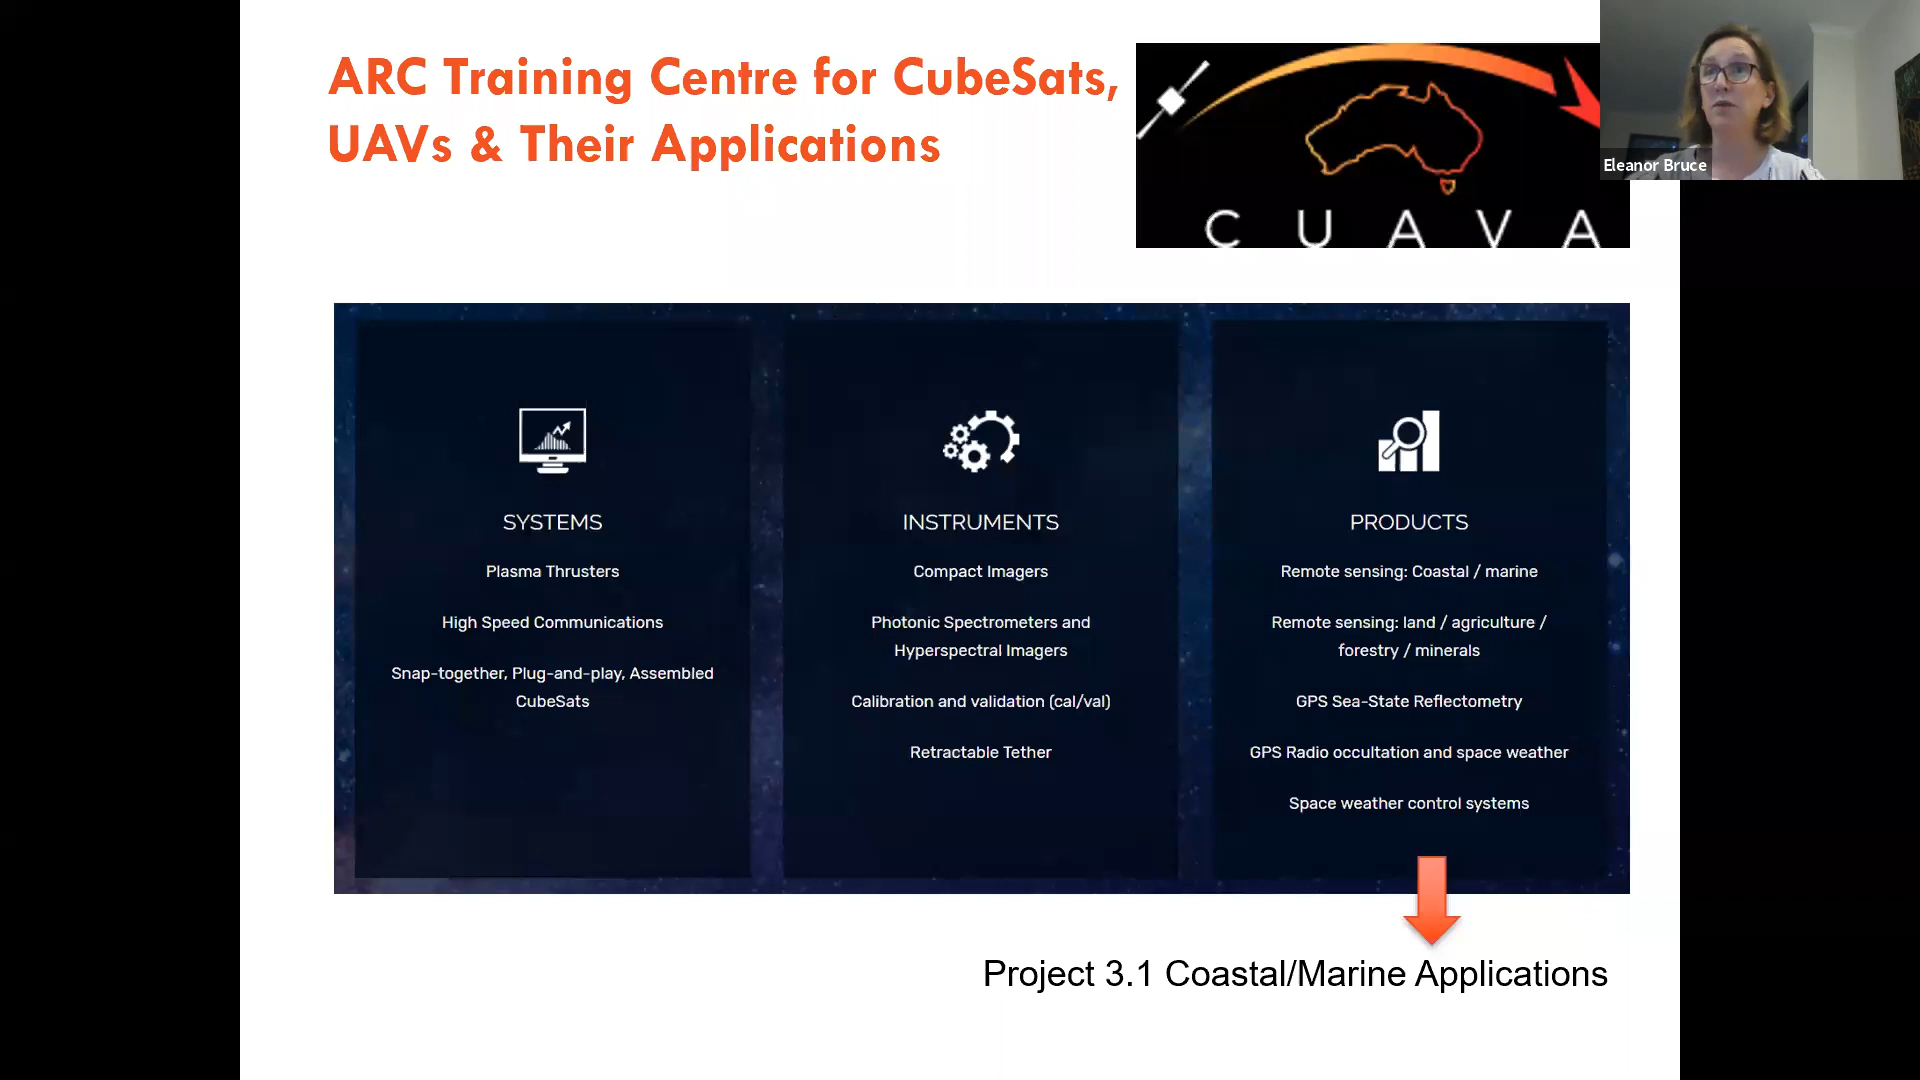 ARC Training Centre for CubeSats,
UAVs & Their Applications
CUAVA
Eleanor Bruce
SYSTEMS
Plasma Thrusters
High Speed Communications
Snap-together, Plug-and-play, Assembled
CubeSats
INSTRUMENTS
Compact Imagers
Photonic Spectrometers and
Hyperspectral Imagers
Calibration and validation (cal/val)
Retractable Tether
PRODUCTS
Remote sensing: Coastal / marine
Remote sensing: land / agriculture /
forestry / minerals
GPS Sea-State Reflectometry
GPS Radio occultation and space weather
Space weather control systems
Project 3.1 Coastal/Marine Applications